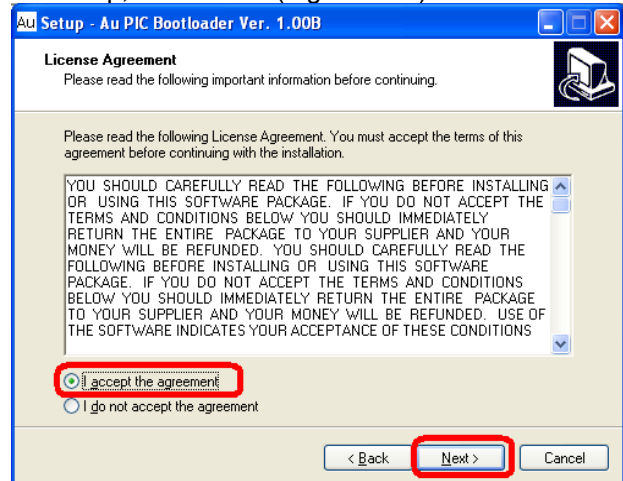 Au Setup - Au PIC Bootloader Ver. 1.00B
License Agreement
Please read the following important information before continuing.
Please read the following License Agreement. You must accept the terms of this
agreement before continuing with the installation.
YOU SHOULD CAREFULLY READ THE FOLLOWING BEFORE INSTALLING
OR USING THIS SOFTWARE PACKAGE. IF YOU DO NOT ACCEPT THE
TERMS AND CONDITIONS BELOW YOU SHOULD IMMEDIATELY
RETURN THE ENTIRE PACKAGE TO YOUR SUPPLIER AND YOUR
MONEY WILL BE REFUNDED. YOU SHOULD CAREFULLY READ THE
FOLLOWING BEFORE INSTALLING OR USING THIS SOFTWARE
PACKAGE. IF YOU DO NOT ACCEPT THE TERMS AND CONDITIONS
BELOW YOU SHOULD IMMEDIATELY RETURN THE ENTIRE PACKAGE
TO YOUR SUPPLIER AND YOUR MONEY WILL BE REFUNDED. USE OF
THE SOFTWARE INDICATES YOUR ACCEPTANCE OF THESE CONDITIONS
I accept the agreement
I do not accept the agreement
< Back Next > Cancel